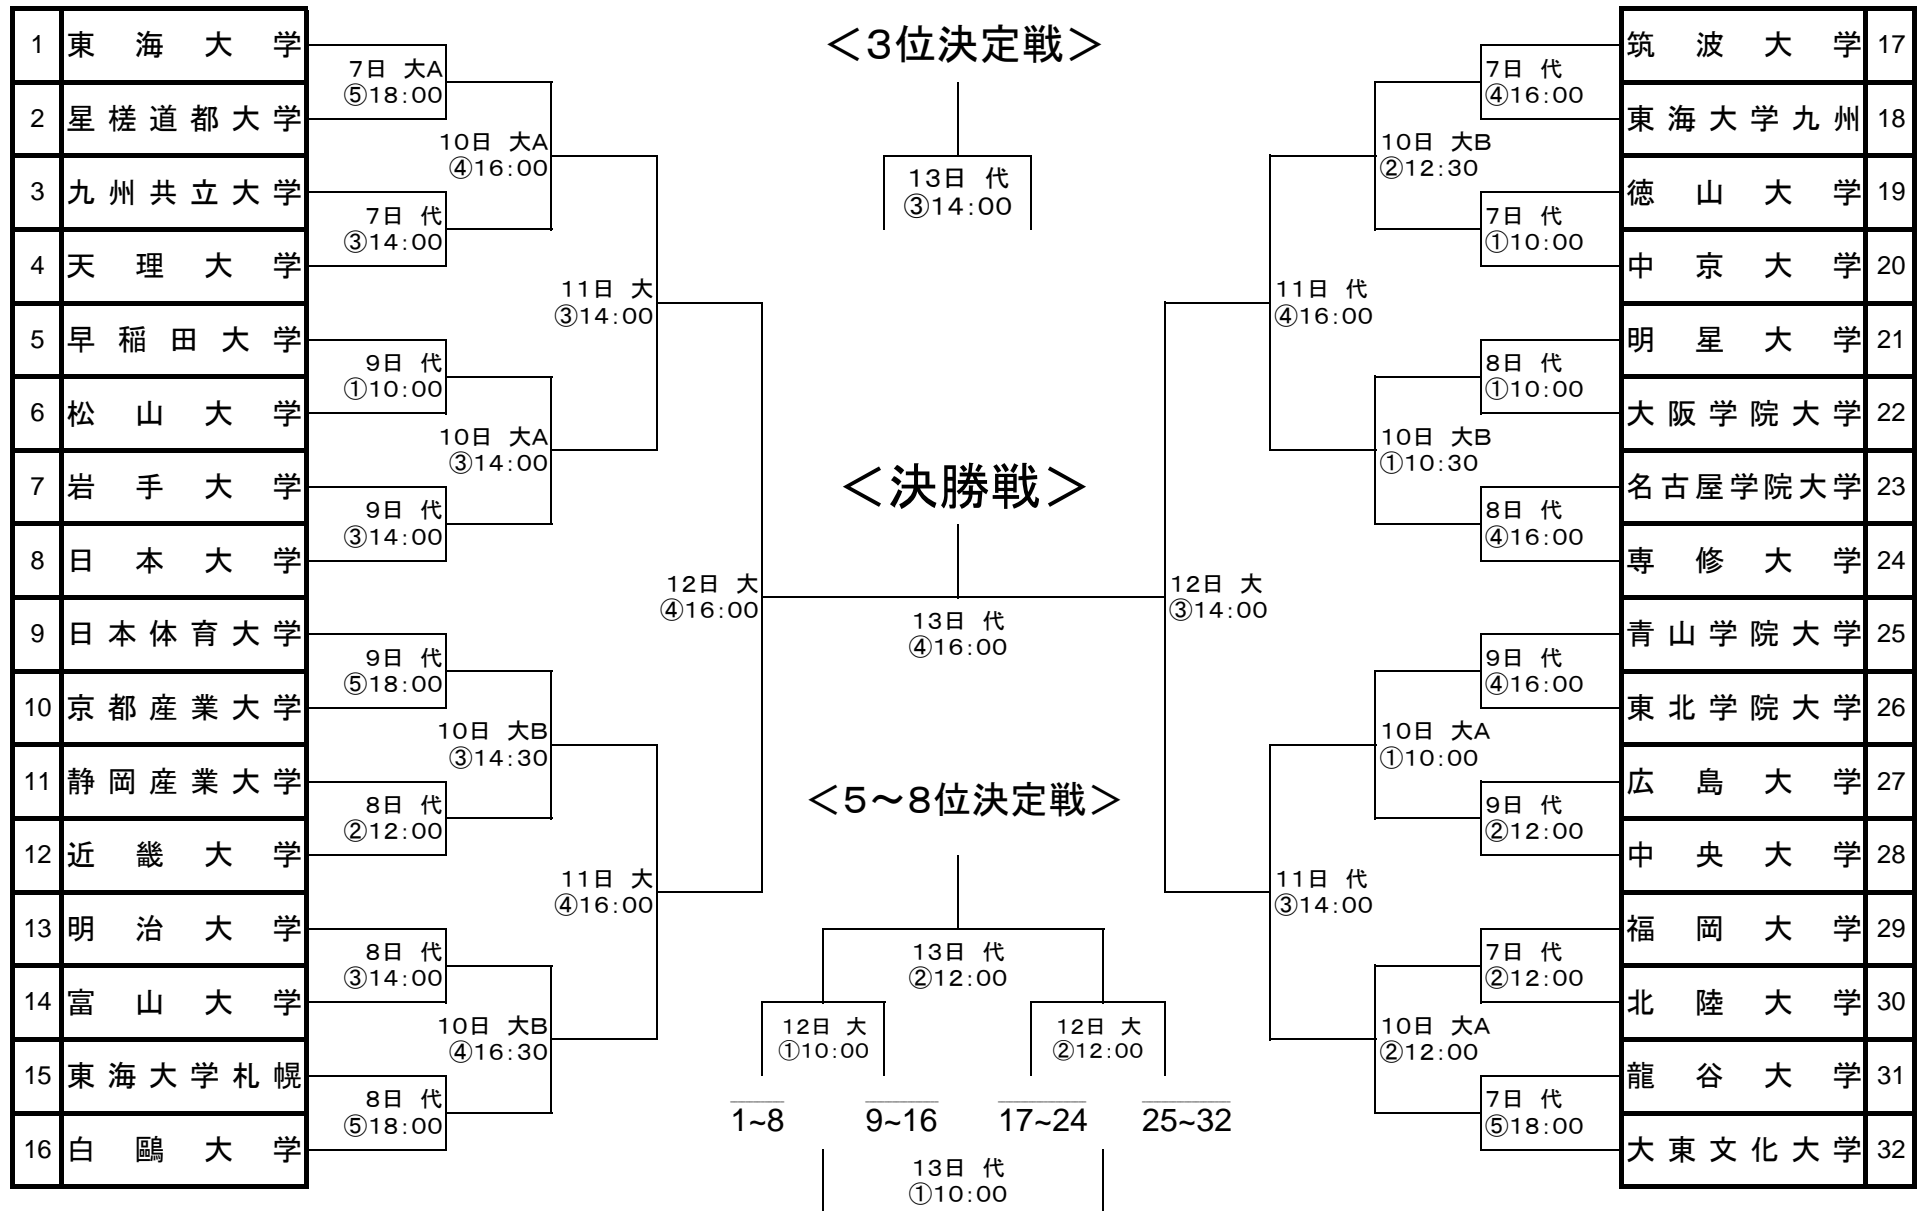 1 東海大学
2 星槎道都大学
3 九州共立大学
4 天理大学
5 早稲田大学
6 松山大学
7 岩手大学
8 日本大学
9 日本体育大学
10 京都産業大学
11 静岡産業大学
12 近畿大学
13 明治大学
14 富山大学
15 東海大学札幌
16 白鷗大学
7日 大A
⑤18:00
7日 代
③14:00
9日 代
①10:00
9日 代
③14:00
9日 代
⑤18:00
8日 代
②12:00
8日 代
③14:00
8日 代
⑤18:00
10日 大A
④16:00
10日 大A
③14:00
10日 大B
③14:30
10日 大B
④16:30
11日 大
③14:00
11日 大
④16:00
12日 大
④16:00
＜3位決定戦＞
13日 代
③14:00
＜決勝戦＞
13日 代
④16:00
＜5～8位決定戦＞
13日 代
②12:00
12日 大
①10:00
12日 大
②12:00
1~8 9~16 17~24 25~32
13日 代
①10:00
12日 大
③14:00
11日 代
④16:00
11日 代
③14:00
10日 大B
②12:30
10日 大B
①10:30
10日 大A
①10:00
10日 大A
②12:00
7日 代
④16:00
7日 代
①10:00
8日 代
①10:00
8日 代
④16:00
9日 代
④16:00
9日 代
②12:00
7日 代
②12:00
7日 代
⑤18:00
筑波大学 17
東海大学九州 18
徳山大学 19
中京大学 20
明星大学 21
大阪学院大学 22
名古屋学院大学 23
専修大学 24
青山学院大学 25
東北学院大学 26
広島大学 27
中央大学 28
福岡大学 29
北陸大学 30
龍谷大学 31
大東文化大学 32